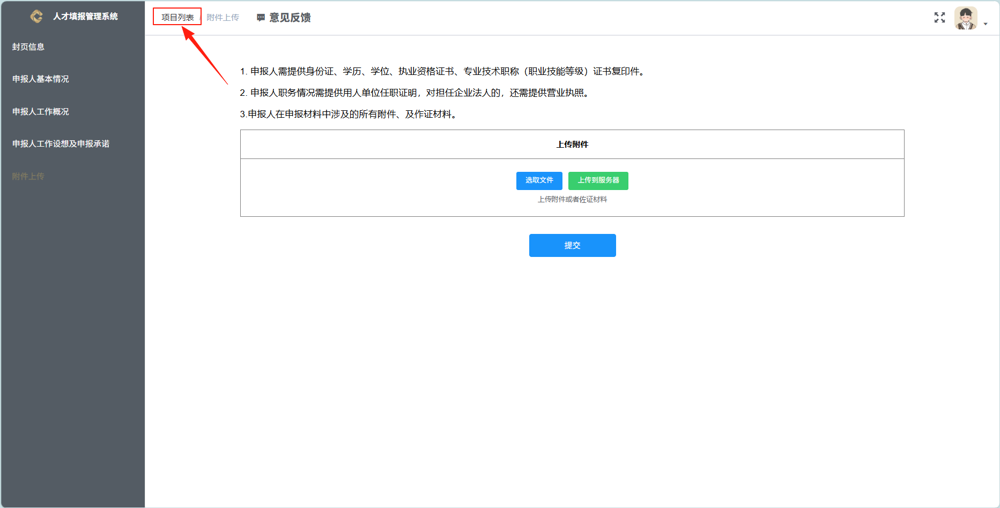 人才填报管理系统
项目列表 / 附件上传 意见反馈
封页信息
申报人基本情况
申报人工作概况
申报人工作设想及申报承诺
附件上传
1. 申报人需提供身份证、学历、学位、执业资格证书、专业技术职称（职业技能等级）证书复印件。
2. 申报人职务情况需提供用人单位任职证明，对担任企业法人的，还需提供营业执照。
3.申报人在申报材料中涉及的所有附件、及作证材料。
上传附件
选取文件 上传到服务器
上传附件或者佐证材料
提交